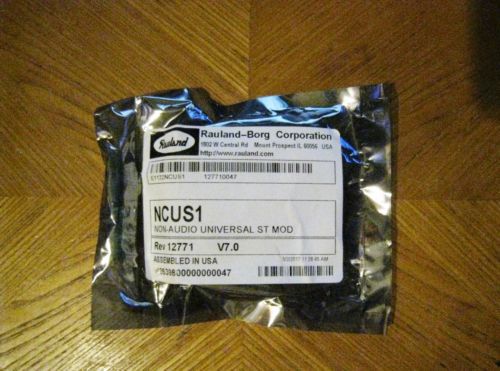 Rauland
Rauland-Borg Corporation
1802 W Central Rd Mount Prospect IL 60056 USA
http://www.rauland.com
127710047
NCUS1
NON-AUDIO UNIVERSAL ST MOD
Rev 12771 V7.0
ASSEMBLED IN USA